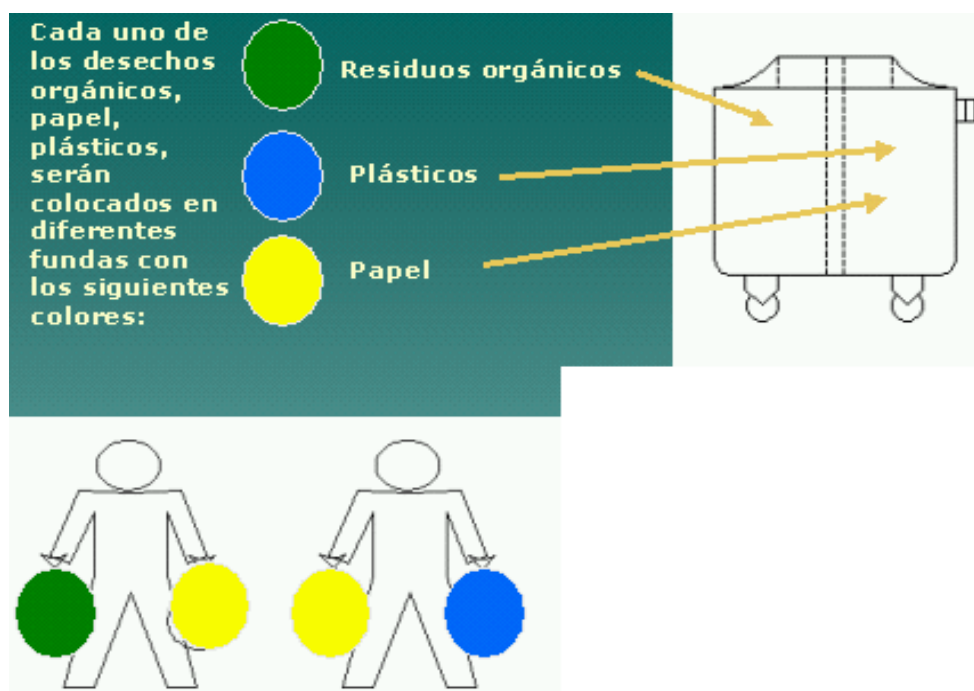 Cada uno de
los desechos
orgánicos,
papel,
plásticos,
serán
colocados en
diferentes
fundas con
los siguientes
colores:
Residuos orgánicos
Plásticos
Papel